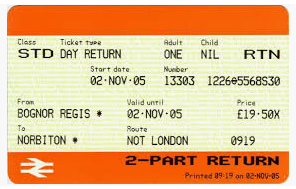 Class Ticket type Adult Child
STD DAY RETURN ONE NIL RTN
Start date Number
02·NOV·05 13303 1226⊕5568S30
From Valid until Price
BOGNOR REGIS * 02·NOV·05 £19·50X
To Route
NORBITON * NOT LONDON 0919
2-PART RETURN
Printed 09:19 on 02·NOV·05